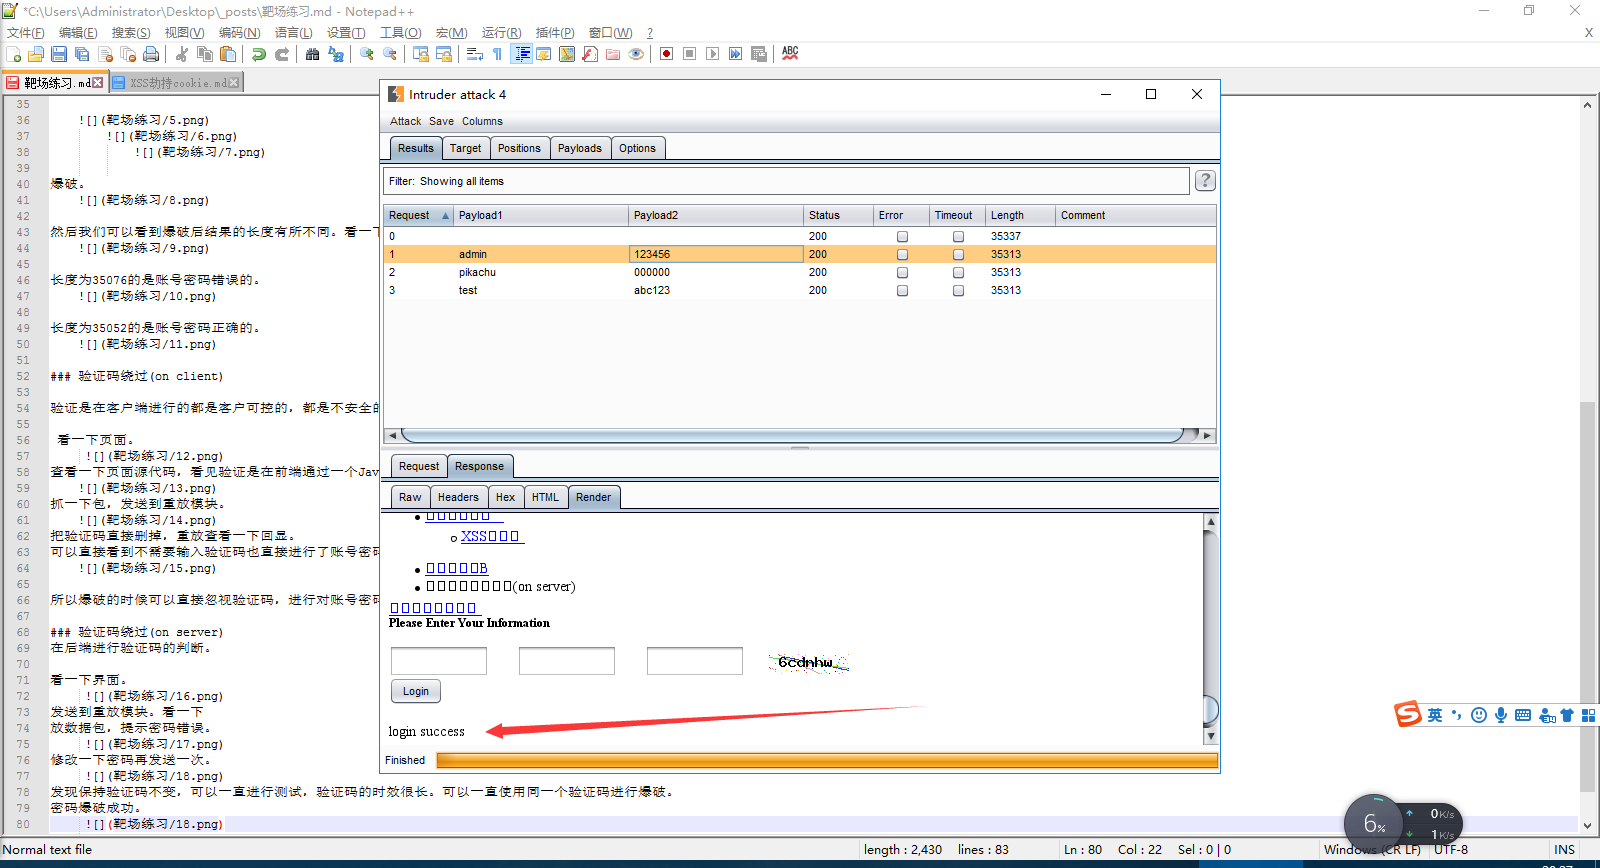 *C:\Users\Administrator\Desktop\_posts\靶场练习.md - Notepad++
文件(F) 编辑(E) 搜索(S) 视图(V) 编码(N) 语言(L) 设置(T) 工具(O) 宏(M) 运行(R) 插件(P) 窗口(W) ? X
靶场练习.md XSS劫持cookie.md
35
36 ![](靶场练习/5.png)
37 ![](靶场练习/6.png)
38 ![](靶场练习/7.png)
39
40 爆破。
41 ![](靶场练习/8.png)
42
43 然后我们可以看到爆破后结果的长度有所不同。看一下
44 ![](靶场练习/9.png)
45
46 长度为35076的是账号密码错误的。
47 ![](靶场练习/10.png)
48
49 长度为35052的是账号密码正确的。
50 ![](靶场练习/11.png)
51
52 ### 验证码绕过(on client)
53
54 验证是在客户端进行的都是客户可控的，都是不安全的
55
56 看一下页面。
57 ![](靶场练习/12.png)
58 查看一下页面源代码，看见验证是在前端通过一个Jav
59 ![](靶场练习/13.png)
60 抓一下包，发送到重放模块。
61 ![](靶场练习/14.png)
62 把验证码直接删掉，重放查看一下回显。
63 可以直接看到不需要输入验证码也直接进行了账号密码
64 ![](靶场练习/15.png)
65
66 所以爆破的时候可以直接忽视验证码，进行对账号密码
67
68 ### 验证码绕过(on server)
69 在后端进行验证码的判断。
70
71 看一下界面。
72 ![](靶场练习/16.png)
73 发送到重放模块。看一下
74 放数据包，提示密码错误。
75 ![](靶场练习/17.png)
76 修改一下密码再发送一次。
77 ![](靶场练习/18.png)
78 发现保持验证码不变，可以一直进行测试，验证码的时效很长。可以一直使用同一个验证码进行爆破。
79 密码爆破成功。
80 ![](靶场练习/18.png)
Intruder attack 4
Attack Save Columns
Results Target Positions Payloads Options
Filter: Showing all items ?
Request Payload1 Payload2 Status Error Timeout Length Comment
0 200 35337
1 admin 123456 200 35313
2 pikachu 000000 200 35313
3 test abc123 200 35313
Request Response
Raw Headers Hex HTML Render
XSS
B
(on server)
Please Enter Your Information
6cdnhw
Login
login success
Finished
英
6% 0K/s
1K/s
Normal text file length : 2,430 lines : 83 Ln : 80 Col : 22 Sel : 0 | 0 Windows (CR LF) UTF-8 INS